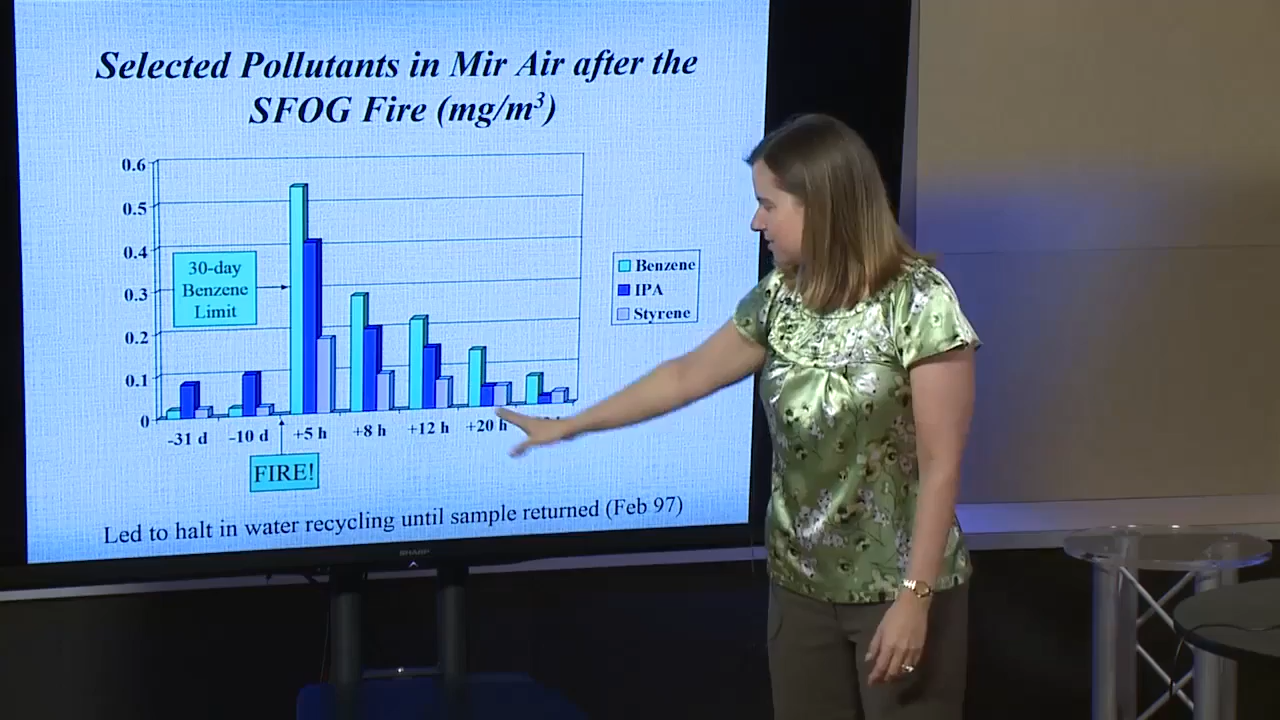 Selected Pollutants in Mir Air after the
SFOG Fire (mg/m³)
0.6
0.5
0.4
0.3
0.2
0.1
0
30-day
Benzene
Limit
Benzene
IPA
Styrene
-31 d
-10 d
+5 h
+8 h
+12 h
+20 h
FIRE!
Led to halt in water recycling until sample returned (Feb 97)
SHARP